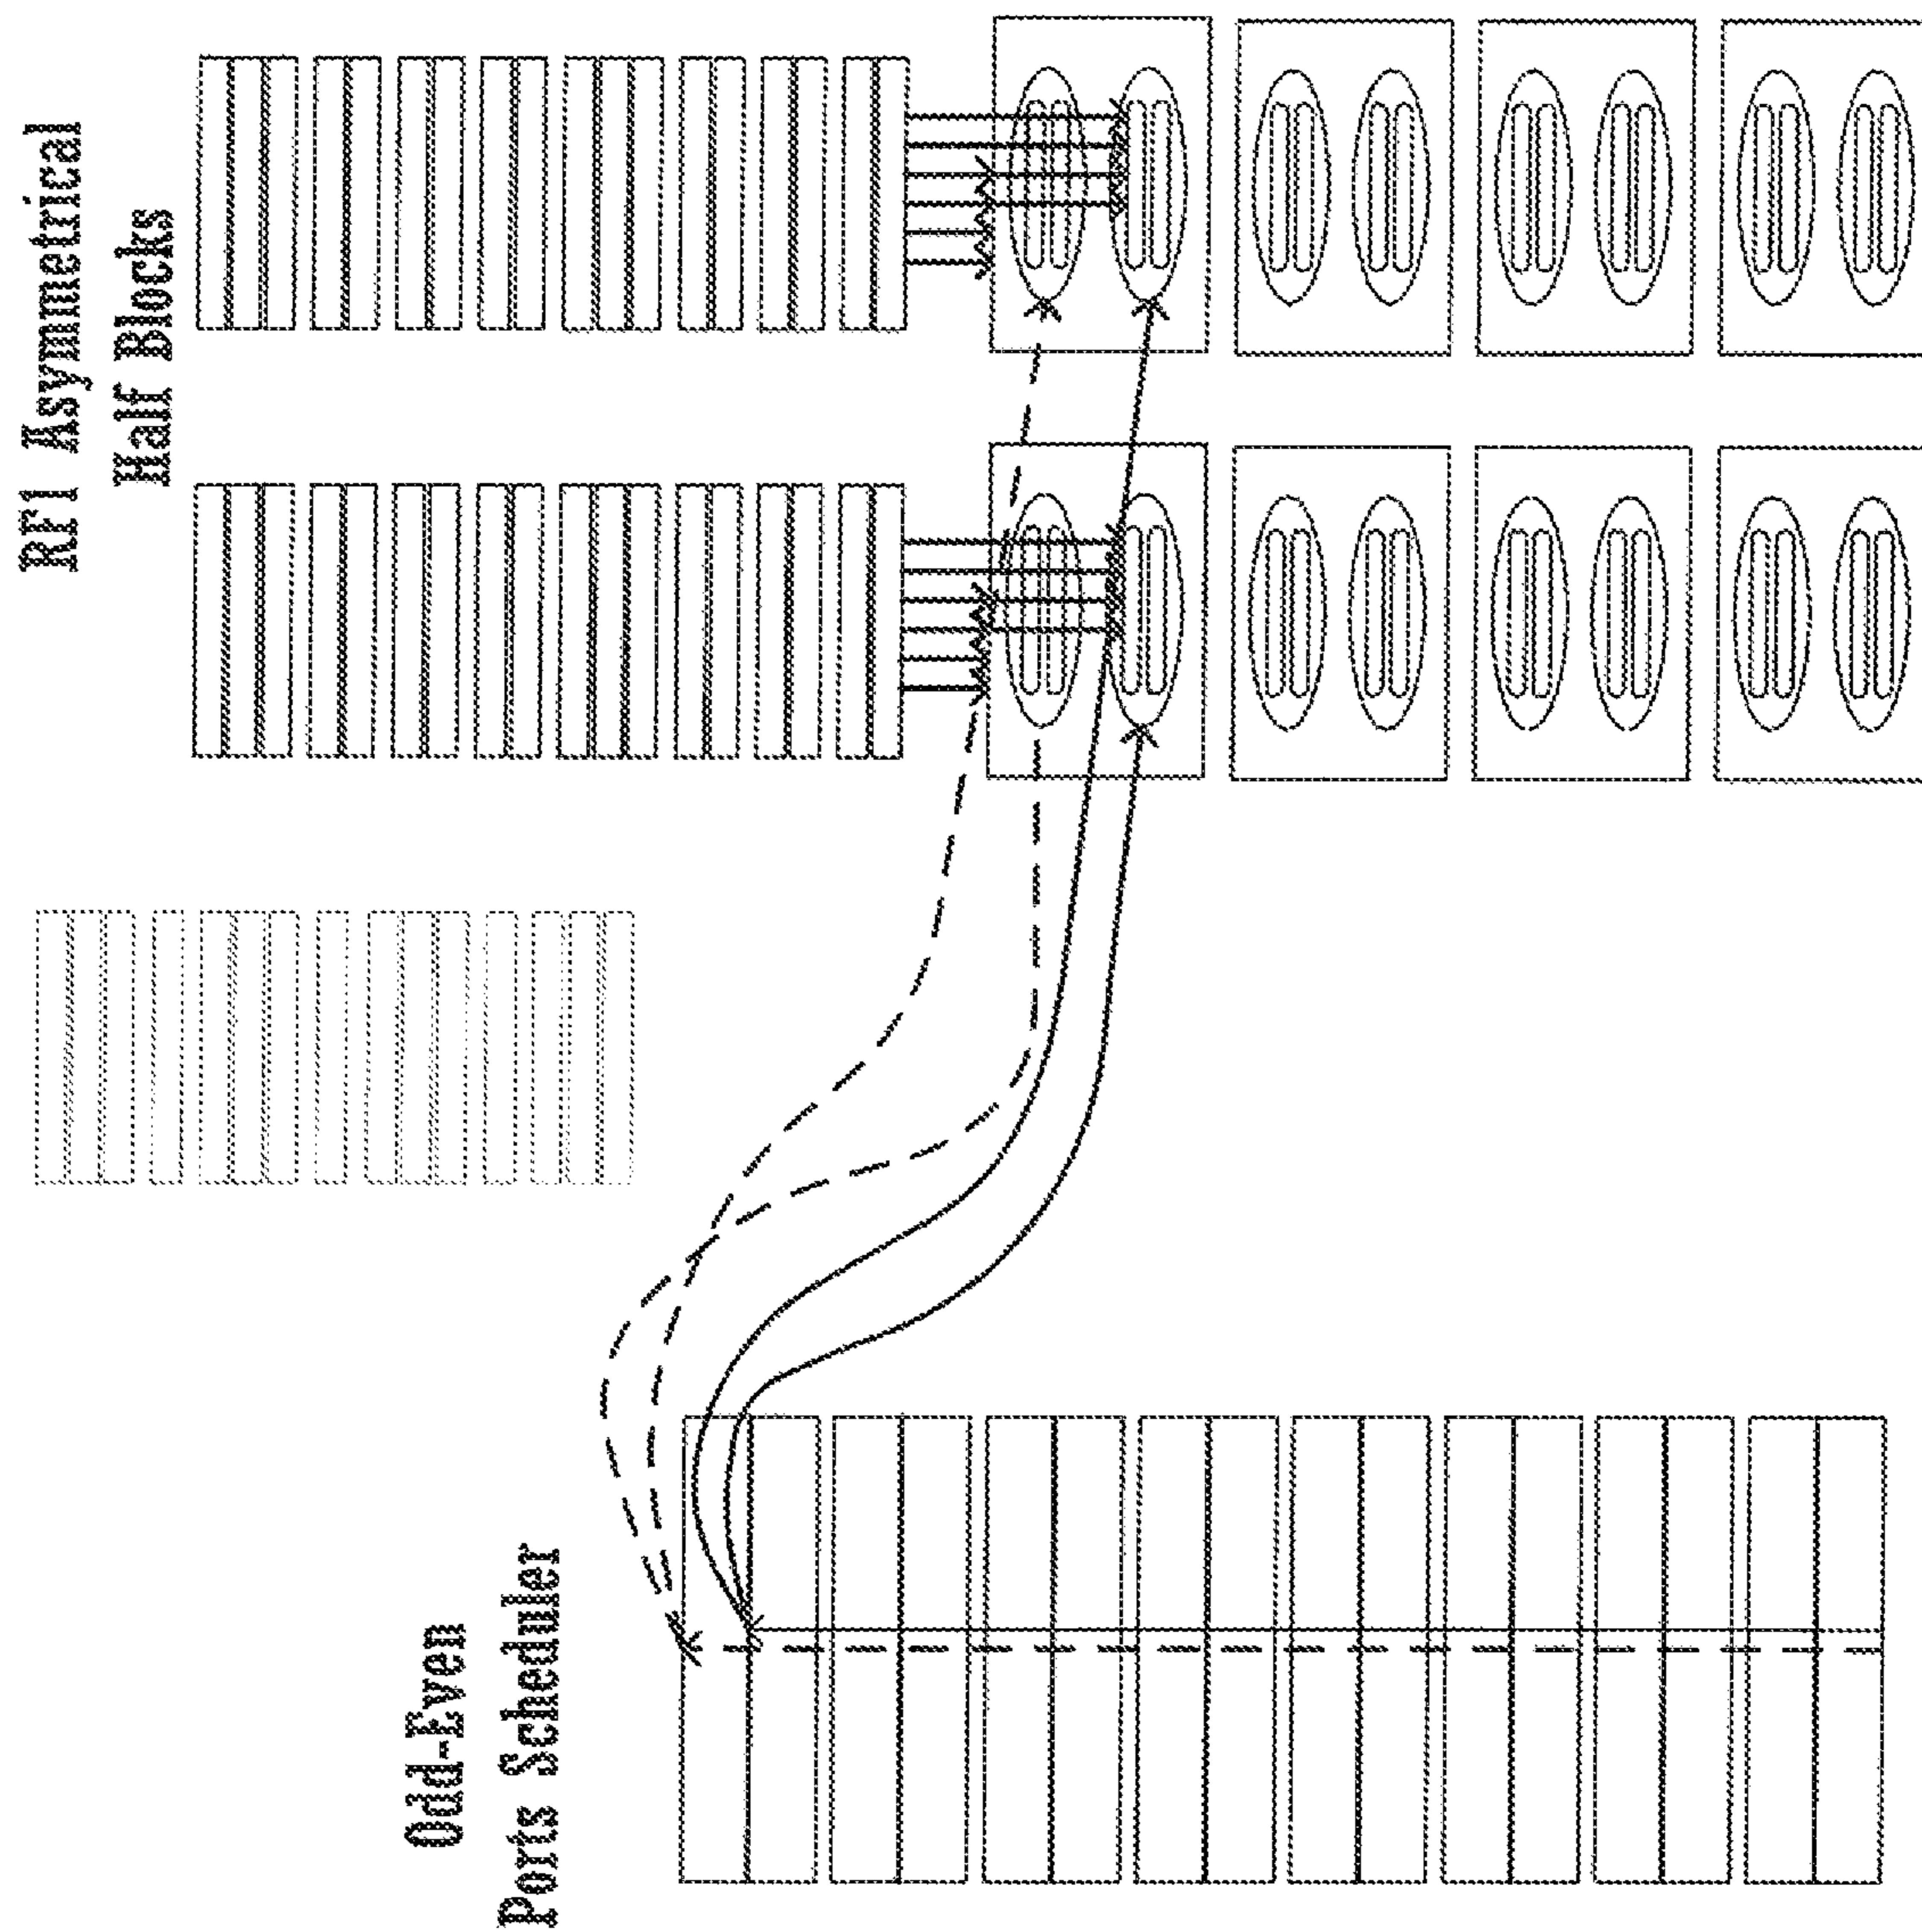 RF1 Asymmetrical
Half Blocks
Odd-Even
Ports Scheduler